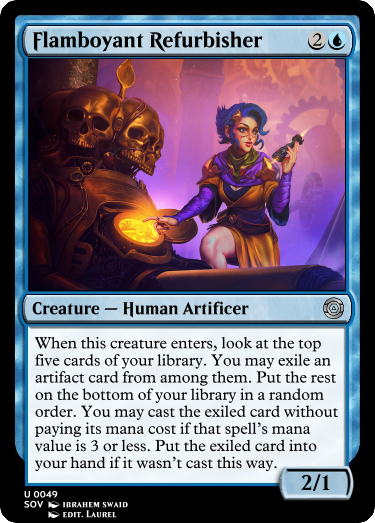 Flamboyant Refurbisher 2
Creature — Human Artificer
When this creature enters, look at the top
five cards of your library. You may exile an
artifact card from among them. Put the rest
on the bottom of your library in a random
order. You may cast the exiled card without
paying its mana cost if that spell's mana
value is 3 or less. Put the exiled card into
your hand if it wasn't cast this way.
2/1
U 0049
SOV IBRAHEM SWAID
EDIT. LAUREL